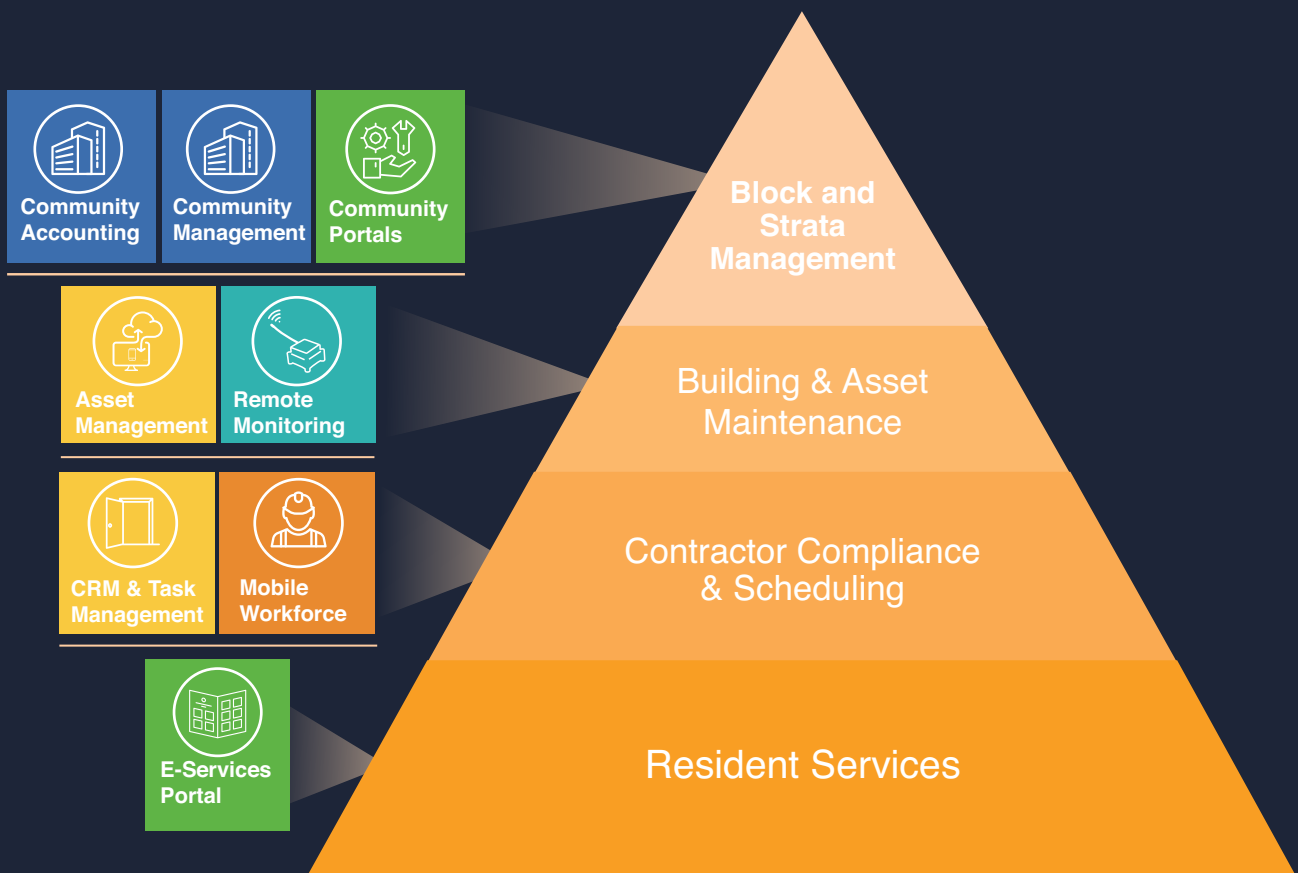 Community
Accounting
Community
Management
Community
Portals
Block and
Strata
Management
Asset
Management
Remote
Monitoring
Building & Asset
Maintenance
CRM & Task
Management
Mobile
Workforce
Contractor Compliance
& Scheduling
E-Services
Portal
Resident Services